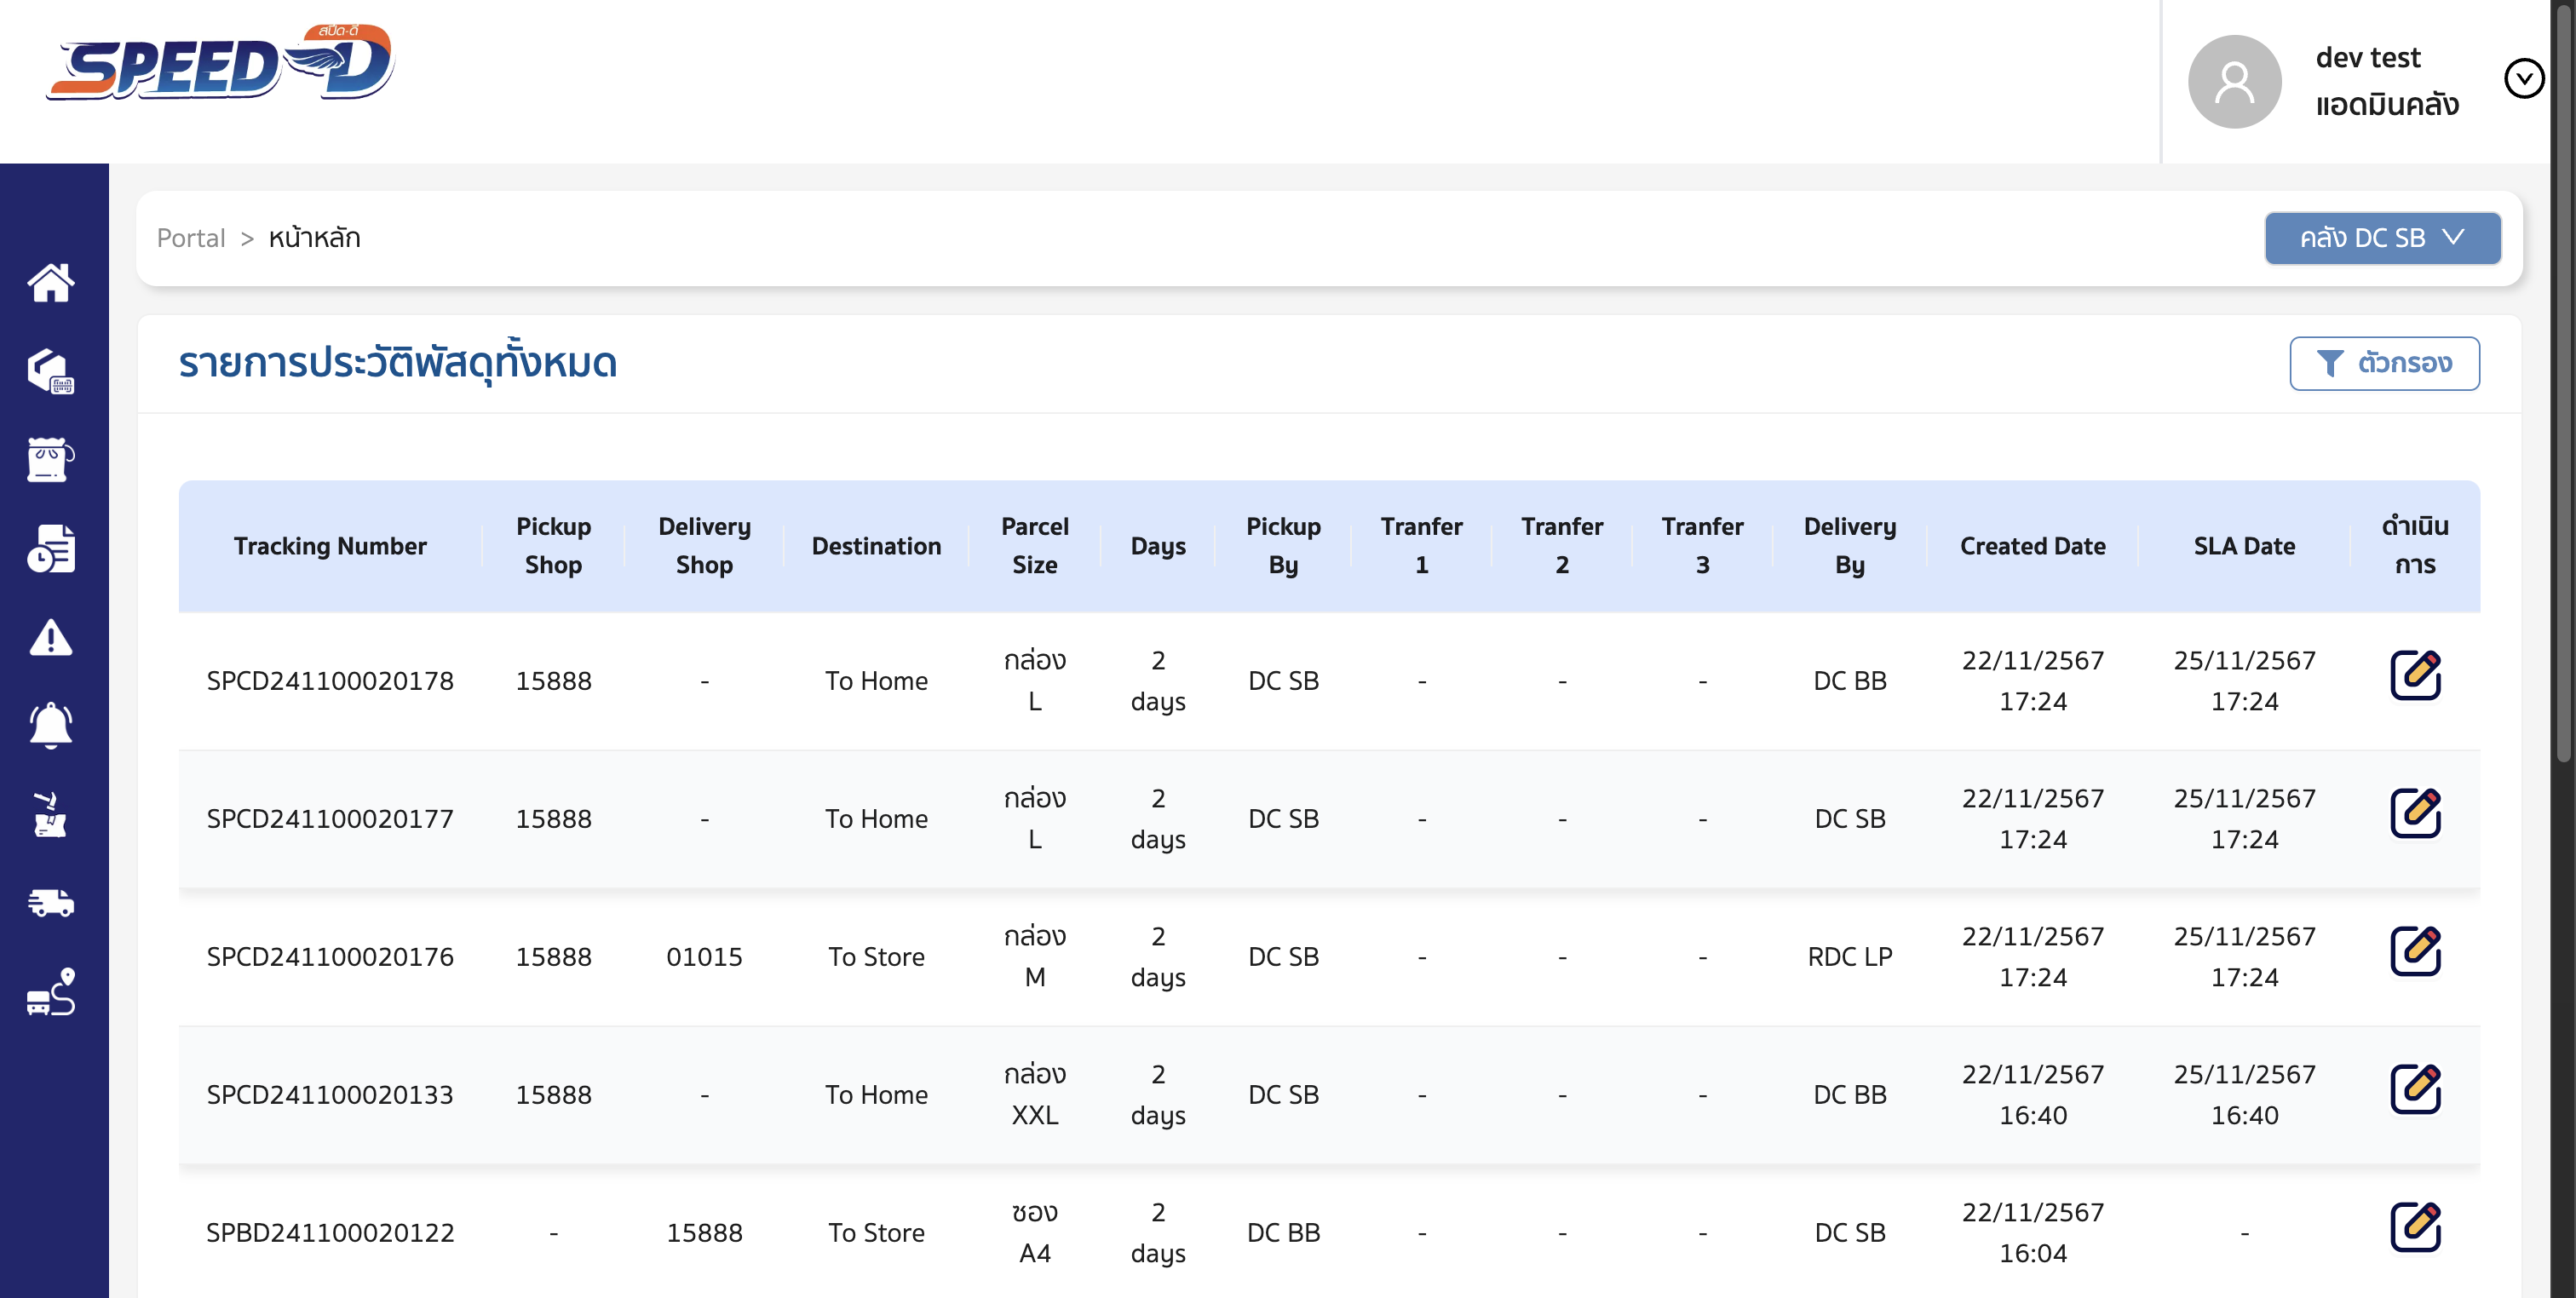 สปีด-ดี
SPEED-D
dev test
แอดมินคลัง
Portal > หน้าหลัก
คลัง DC SB
รายการประวัติพัสดุทั้งหมด
ตัวกรอง
Tracking Number Pickup Shop Delivery Shop Destination Parcel Size Days Pickup By Tranfer 1 Tranfer 2 Tranfer 3 Delivery By Created Date SLA Date ดำเนินการ
SPCD241100020178 15888 - To Home กล่อง L 2 days DC SB - - - DC BB 22/11/2567 17:24 25/11/2567 17:24
SPCD241100020177 15888 - To Home กล่อง L 2 days DC SB - - - DC SB 22/11/2567 17:24 25/11/2567 17:24
SPCD241100020176 15888 01015 To Store กล่อง M 2 days DC SB - - - RDC LP 22/11/2567 17:24 25/11/2567 17:24
SPCD241100020133 15888 - To Home กล่อง XXL 2 days DC SB - - - DC BB 22/11/2567 16:40 25/11/2567 16:40
SPBD241100020122 - 15888 To Store ซอง A4 2 days DC BB - - - DC SB 22/11/2567 16:04 -